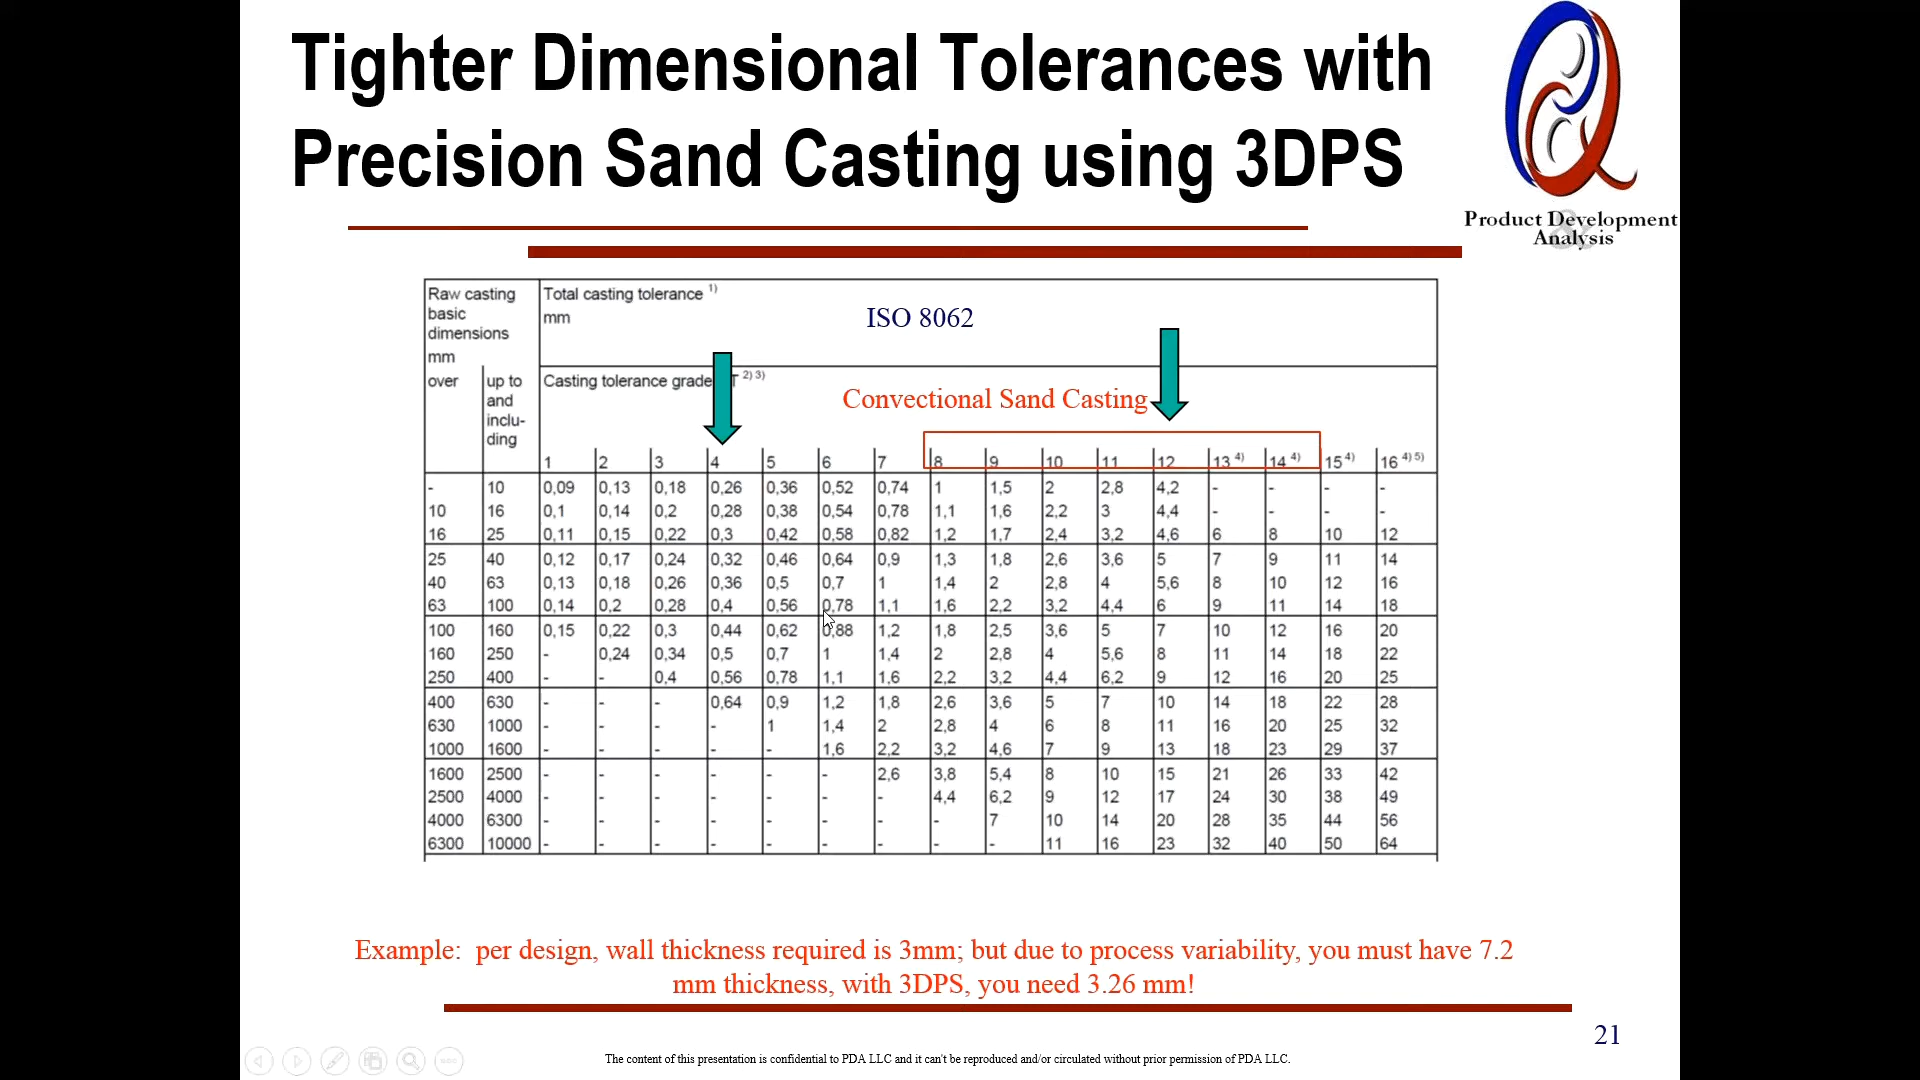 Tighter Dimensional Tolerances with
Precision Sand Casting using 3DPS
Product Development
&
Analysis
Raw casting basic dimensions mm
Total casting tolerance 1)
mm
ISO 8062
over
up to and inclu-ding
Casting tolerance grade T 2) 3)
Convectional Sand Casting
1 2 3 4 5 6 7 8 9 10 11 12 13 4) 14 4) 15 4) 16 4) 5)
- 10 0,09 0,13 0,18 0,26 0,36 0,52 0,74 1 1,5 2 2,8 4,2 - - - -
10 16 0,1 0,14 0,2 0,28 0,38 0,54 0,78 1,1 1,6 2,2 3 4,4 - - - -
16 25 0,11 0,15 0,22 0,3 0,42 0,58 0,82 1,2 1,7 2,4 3,2 4,6 6 8 10 12
25 40 0,12 0,17 0,24 0,32 0,46 0,64 0,9 1,3 1,8 2,6 3,6 5 7 9 11 14
40 63 0,13 0,18 0,26 0,36 0,5 0,7 1 1,4 2 2,8 4 5,6 8 10 12 16
63 100 0,14 0,2 0,28 0,4 0,56 0,78 1,1 1,6 2,2 3,2 4,4 6 9 11 14 18
100 160 0,15 0,22 0,3 0,44 0,62 0,88 1,2 1,8 2,5 3,6 5 7 10 12 16 20
160 250 - 0,24 0,34 0,5 0,7 1 1,4 2 2,8 4 5,6 8 11 14 18 22
250 400 - - 0,4 0,56 0,78 1,1 1,6 2,2 3,2 4,4 6,2 9 12 16 20 25
400 630 - - - 0,64 0,9 1,2 1,8 2,6 3,6 5 7 10 14 18 22 28
630 1000 - - - - 1 1,4 2 2,8 4 6 8 11 16 20 25 32
1000 1600 - - - - - 1,6 2,2 3,2 4,6 7 9 13 18 23 29 37
1600 2500 - - - - - - 2,6 3,8 5,4 8 10 15 21 26 33 42
2500 4000 - - - - - - - 4,4 6,2 9 12 17 24 30 38 49
4000 6300 - - - - - - - - 7 10 14 20 28 35 44 56
6300 10000 - - - - - - - - - 11 16 23 32 40 50 64
Example: per design, wall thickness required is 3mm; but due to process variability, you must have 7.2
mm thickness, with 3DPS, you need 3.26 mm!
21
The content of this presentation is confidential to PDA LLC and it can't be reproduced and/or circulated without prior permission of PDA LLC.